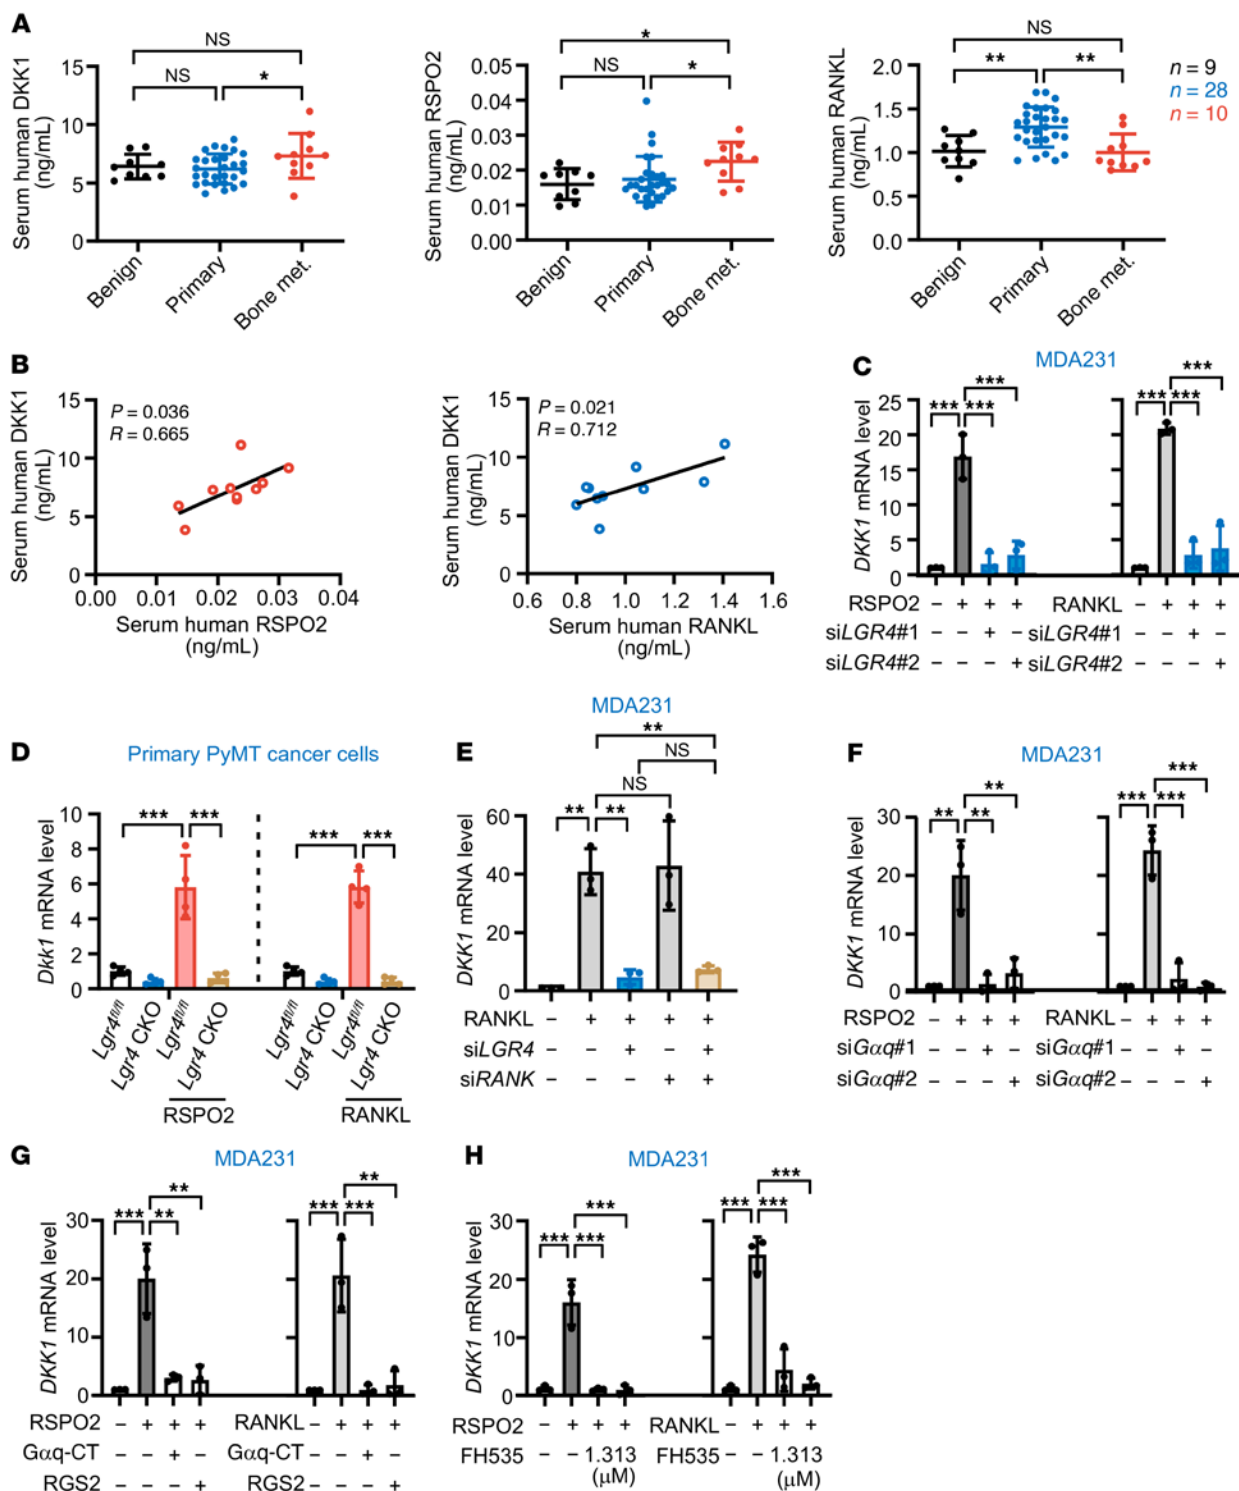 A
NS
NS
*
Serum human DKK1
(ng/mL)
15
10
5
0
Benign
Primary
Bone met.
*
NS
*
Serum human RSPO2
(ng/mL)
0.05
0.04
0.03
0.02
0.01
0.00
Benign
Primary
Bone met.
NS
**
**
Serum human RANKL
(ng/mL)
2.0
1.5
1.0
0.5
0.0
Benign
Primary
Bone met.
n = 9
n = 28
n = 10
B
Serum human DKK1
(ng/mL)
15
10
5
0
P = 0.036
R = 0.665
0.00 0.01 0.02 0.03 0.04
Serum human RSPO2
(ng/mL)
Serum human DKK1
(ng/mL)
15
10
5
0
P = 0.021
R = 0.712
0.6 0.8 1.0 1.2 1.4 1.6
Serum human RANKL
(ng/mL)
C
MDA231
DKK1 mRNA level
25
20
15
10
5
0
***
*** ***
***
*** ***
RSPO2 – + + +
siLGR4#1 – – + –
siLGR4#2 – – – +
RANKL – + + +
siLGR4#1 – – + –
siLGR4#2 – – – +
D
Primary PyMT cancer cells
Dkk1 mRNA level
10
8
6
4
2
0
*** ***
*** ***
Lgr4fl/fl
Lgr4 CKO
Lgr4fl/fl
Lgr4 CKO
RSPO2
Lgr4fl/fl
Lgr4 CKO
Lgr4fl/fl
Lgr4 CKO
RANKL
E
MDA231
DKK1 mRNA level
60
40
20
0
**
NS
NS
** **
RANKL – + + + +
siLGR4 – – + – +
siRANK – – – + +
F
MDA231
DKK1 mRNA level
30
20
10
0
**
** **
***
*** ***
RSPO2 – + + +
siGαq#1 – – + –
siGαq#2 – – – +
RANKL – + + +
siGαq#1 – – + –
siGαq#2 – – – +
G
MDA231
DKK1 mRNA level
30
20
10
0
**
*** **
**
*** ***
RSPO2 – + + +
Gαq-CT – – + –
RGS2 – – – +
RANKL – + + +
Gαq-CT – – + –
RGS2 – – – +
H
MDA231
DKK1 mRNA level
30
20
10
0
***
*** ***
***
*** ***
RSPO2 – + + +
FH535 – – 1.313
(μM)
RANKL – + + +
FH535 – – 1.313
(μM)